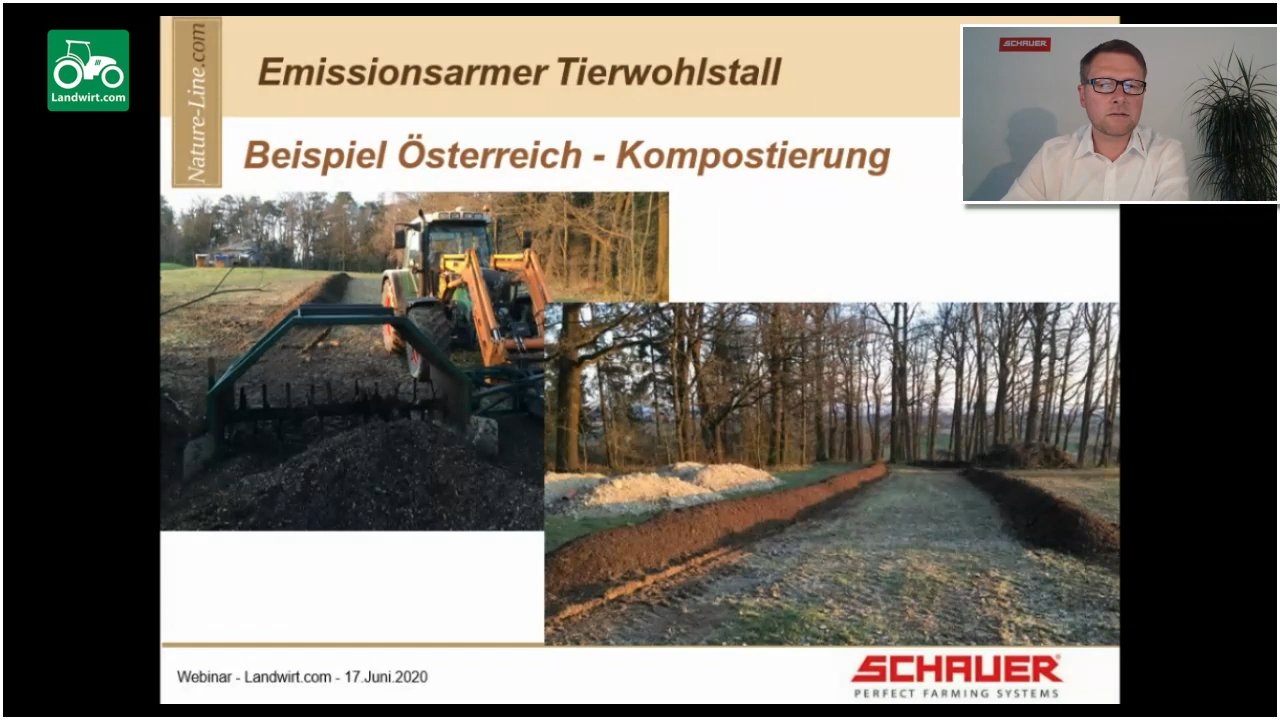 Landwirt.com
Nature-Line.com
Emissionsarmer Tierwohlstall
SCHAUER
Beispiel Österreich - Kompostierung
Webinar - Landwirt.com - 17.Juni.2020
SCHAUER®
PERFECT FARMING SYSTEMS